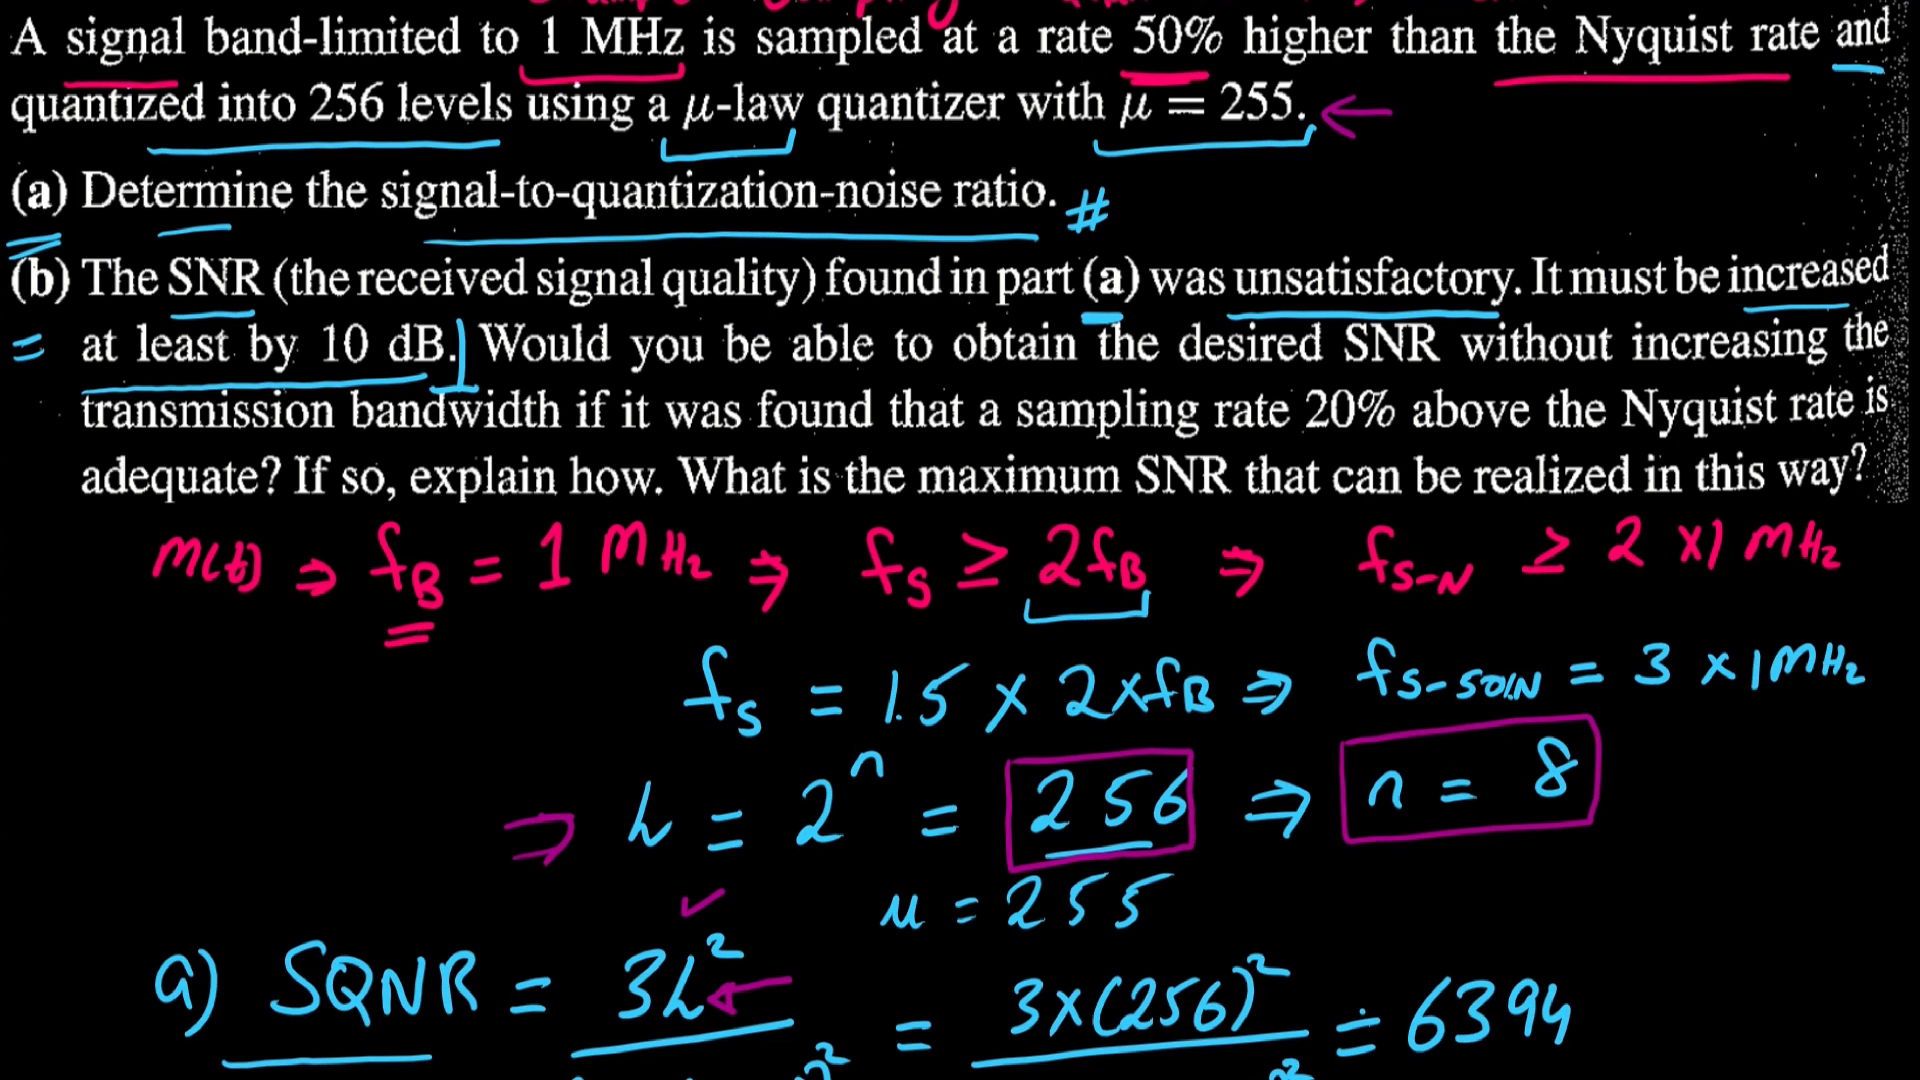 A signal band-limited to 1 MHz is sampled at a rate 50% higher than the Nyquist rate and
quantized into 256 levels using a μ-law quantizer with μ = 255.
(a) Determine the signal-to-quantization-noise ratio. #
(b) The SNR (the received signal quality) found in part (a) was unsatisfactory. It must be increased
at least by 10 dB. Would you be able to obtain the desired SNR without increasing the
transmission bandwidth if it was found that a sampling rate 20% above the Nyquist rate is
adequate? If so, explain how. What is the maximum SNR that can be realized in this way?
m(t) ⇒ fB = 1 MHz ⇒ fs ≥ 2fB ⇒ fs-N ≥ 2 x 1 MHz
fs = 1.5 x 2 x fB ⇒ fs-50%N = 3 x 1 MHz
⇒ L = 2^n = 256 ⇒ n = 8
μ = 255
a) SQNR = 3L² = 3x(256)² = 6394